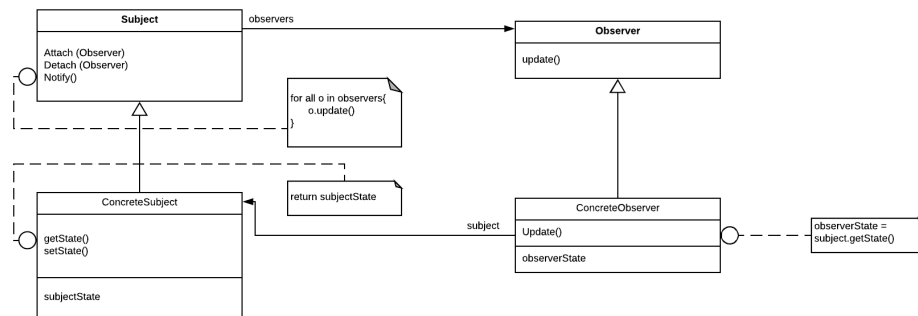 Subject
Attach (Observer)
Detach (Observer)
Notify()
observers
Observer
update()
for all o in observers{
o.update()
}
ConcreteSubject
getState()
setState()
subjectState
return subjectState
subject
ConcreteObserver
Update()
observerState
observerState =
subject.getState()